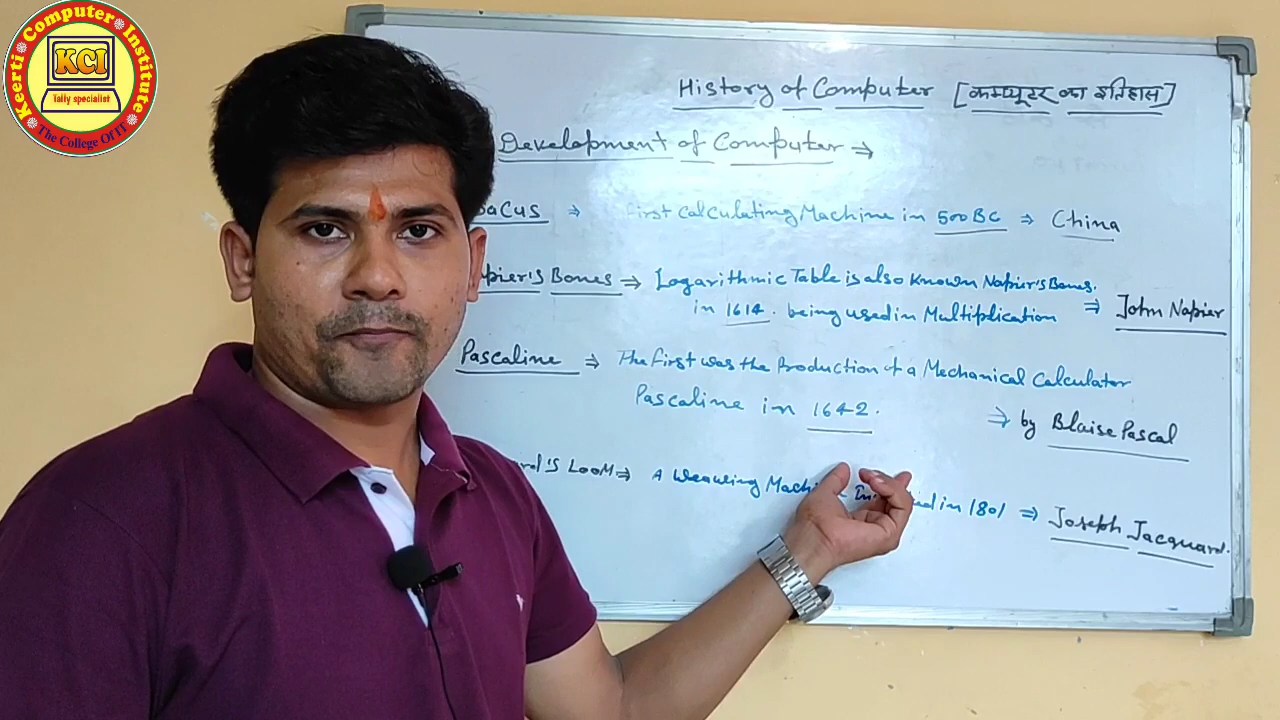 Keerti Computer Institute
KCI
Tally specialist
The College Of IT
History of Computer [कम्प्यूटर का इतिहास]
Development of Computer →
⇒ First Calculating Machine in 500 BC ⇒ China
Bones ⇒ Logarithmic Table is also Known Napier's Bones.
in 1614. being used in Multiplication ⇒ John Napier
Pascaline ⇒ The first was the Production of a Mechanical Calculator
Pascaline in 1642.
⇒ by Blaise Pascal
LooM ⇒ A Weaving in 1801 ⇒ Joseph Jacquard.